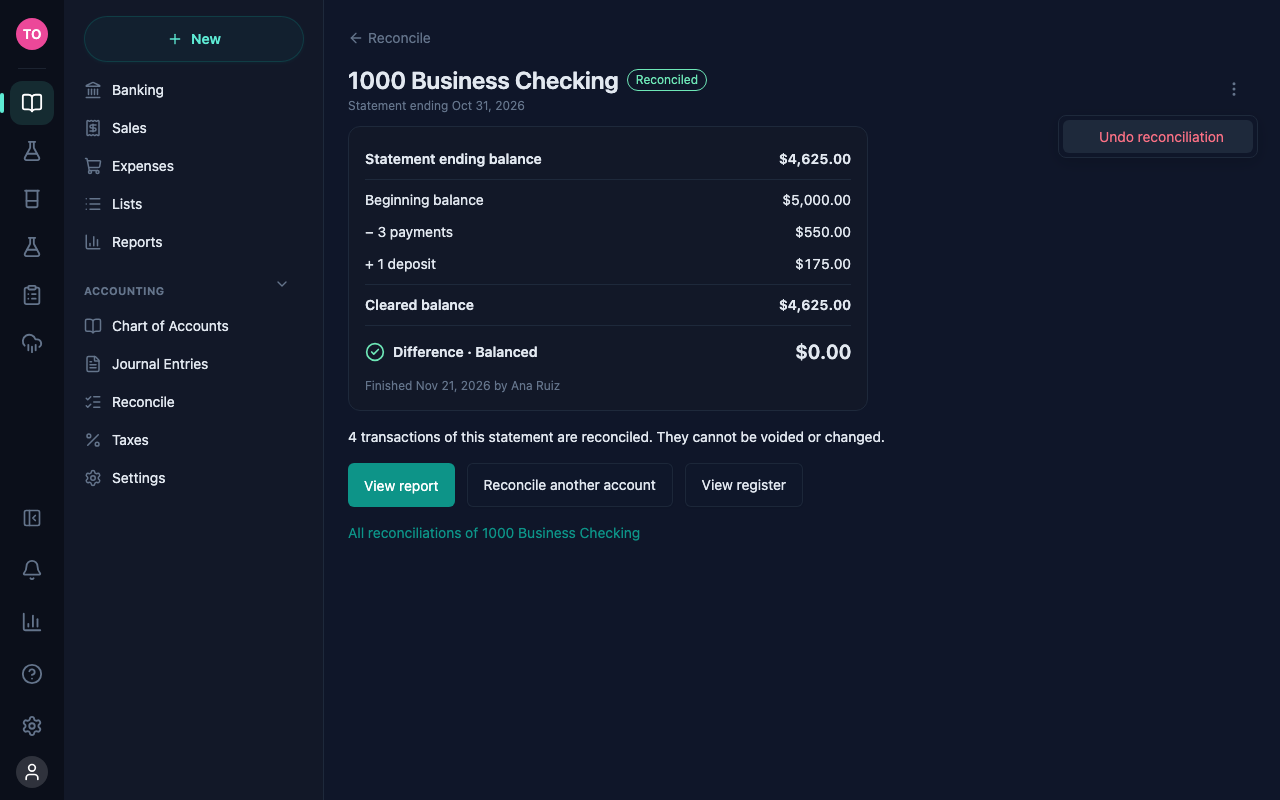 TO
New
Banking
Sales
Expenses
Lists
Reports
ACCOUNTING
Chart of Accounts
Journal Entries
Reconcile
Taxes
Settings
Reconcile
1000 Business Checking Reconciled
Statement ending Oct 31, 2026
Undo reconciliation
Statement ending balance $4,625.00
Beginning balance $5,000.00
− 3 payments $550.00
+ 1 deposit $175.00
Cleared balance $4,625.00
Difference · Balanced $0.00
Finished Nov 21, 2026 by Ana Ruiz
4 transactions of this statement are reconciled. They cannot be voided or changed.
View report Reconcile another account View register
All reconciliations of 1000 Business Checking